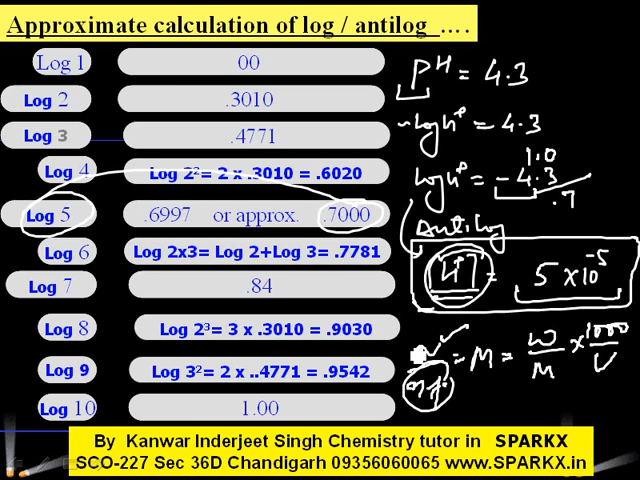 Approximate calculation of log / antilog ….
Log 1 00
Log 2 .3010
Log 3 .4771
Log 4 Log 2²= 2 x .3010 = .6020
Log 5 .6997 or approx. .7000
Log 6 Log 2x3= Log 2+Log 3= .7781
Log 7 .84
Log 8 Log 2³= 3 x .3010 = .9030
Log 9 Log 3²= 2 x ..4771 = .9542
Log 10 1.00
PH = 4.3
-log H+ = 4.3
1.0
log H+ = -4.3
.7
Antilog
= 5 x 10⁻⁵
= M = W/M x 1000/V
By Kanwar Inderjeet Singh Chemistry tutor in SPARKX
SCO-227 Sec 36D Chandigarh 09356060065 www.SPARKX.in